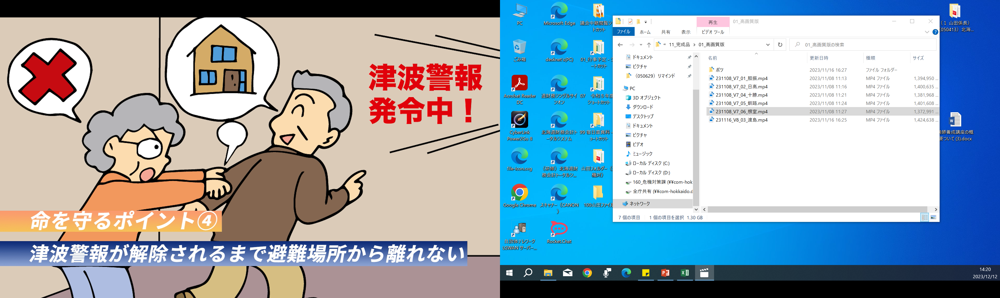 津波警報
発令中！
命を守るポイント④
津波警報が解除されるまで避難場所から離れない
PC
Microsoft Edge
議会中継閲覧シ
トカット
ごみ箱
desknet's(PC)
01_行事予定 - シ
ートカット
Acrobat Reader
DC
道財務シングルサイ
ンオン
07　令和５年度
ショートカット
CyberLink
Power2Go 8
北海道財務会計ト
ータルシステム
99 宿日直資料 -
ョートカット
file-icon.svg
（研修）北海道財
務会計トータルシ...
山田フォルダー（
機対）
Google Chrome
スキャナー（CANON
）
100山田ファイル
自治体テレワーク
LGWAN サーバー...
Rocket.Chat
再生
01_高画質版
ファイル
ホーム
共有
表示
ビデオ ツール
« 11_完成品 › 01_高画質版
01_高画質版の検索
ドキュメント
ピクチャ
（050629）リマインド
PC
3D オブジェクト
ダウンロード
デスクトップ
ドキュメント
ピクチャ
ビデオ
ミュージック
ローカル ディスク (C:)
ローカル ディスク (D:)
160_危機対策課 (¥¥com-hok
全庁共有 (¥¥com-hokkaido.d
ネットワーク
名前 更新日時 種類 サイズ
ボツ 2023/11/16 16:27 ファイル フォルダー
231108_V7_01_胆振.mp4 2023/11/08 11:13 MP4 ファイル 1,394,950 ...
231108_V7_02_日高.mp4 2023/11/08 11:16 MP4 ファイル 1,400,635 ...
231108_V7_04_十勝.mp4 2023/11/08 11:21 MP4 ファイル 1,381,968 ...
231108_V7_05_釧路.mp4 2023/11/08 11:24 MP4 ファイル 1,401,608 ...
231108_V7_06_根室.mp4 2023/11/08 11:27 MP4 ファイル 1,372,991 ...
231116_V8_03_渡島.mp4 2023/11/16 16:25 MP4 ファイル 1,424,638 ...
7 個の項目
1 個の項目を選択 1.30 GB
（１ 山田係長）
（050413）北海...
講師養成講座の概
要ついて (3).docx
14:20
2023/12/12